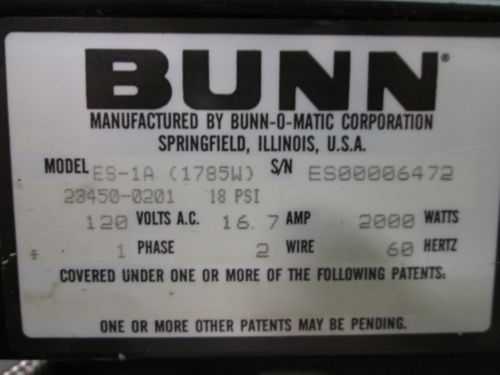 BUNN®
MANUFACTURED BY BUNN-O-MATIC CORPORATION
SPRINGFIELD, ILLINOIS, U.S.A.
MODEL ES-1A (1785W) S/N ES00006472
23450-0201 18 PSI
120 VOLTS A.C. 16.7 AMP 2000 WATTS
1 PHASE 2 WIRE 60 HERTZ
COVERED UNDER ONE OR MORE OF THE FOLLOWING PATENTS:
ONE OR MORE OTHER PATENTS MAY BE PENDING.